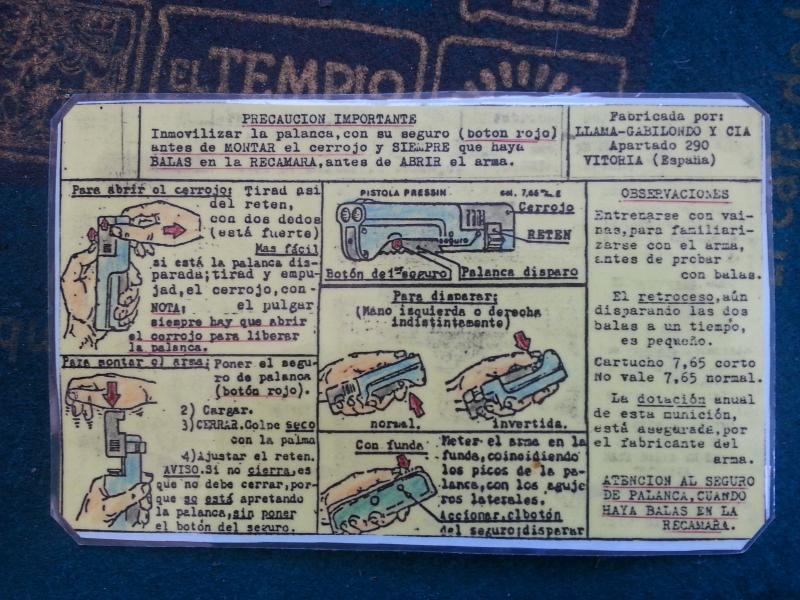 EL TEMPIO
PRECAUCION IMPORTANTE
Inmovilizar la palanca, con su seguro (boton rojo)
antes de MONTAR el cerrojo y SIEMPRE que haya
BALAS en la RECAMARA, antes de ABRIR el arma.
Fabricada por:
LLAMA-GABILONDO Y CIA
Apartado 290
VITORIA (España)
Para abrir el cerrojo: Tirad asi
del reten,
con dos dedos
(está fuerte)
Mas fácil
si está la palanca dis-
parada; tirad y empu-
jad, el cerrojo, con-
NOTA: el pulgar
siempre hay que abrir
el cerrojo para liberar
la palanca.
Para montar el arma: Poner el segu-
ro de palanca
(botón rojo).
2) Cargar.
3) CERRAR. Golpe seco
con la palma
4) Ajustar el reten.
AVISO. Si no cierra, es
que no debe cerrar, por-
que se está apretando
la palanca, sin poner
el botón del seguro.
PISTOLA PRESSIN cal. 7,65 m/m E
Cerrojo
RETEN
seguro
Botón de 1er seguro Palanca disparo
Para disparar:
(Mano izquierda o derecha
indistintamente)
normal. invertida.
Con funda
Meter el arma en la
funda, coincidiendo
los picos de la pa-
lanca, con los aguje
ros laterales.
Accionar el botón
del seguro; disparar
OBSERVACIONES
Entrenarse con vai-
nas, para familiari-
zarse con el arma,
antes de probar
con balas.
El retroceso, aún
disparando las dos
balas a un tiempo,
es pequeño.
Cartucho 7,65 corto
No vale 7,65 normal.
La dotación anual
de esta munición,
está asegurada, por
el fabricante del
arma.
ATENCION AL SEGURO
DE PALANCA, CUANDO
HAYA BALAS EN LA
RECAMARA.